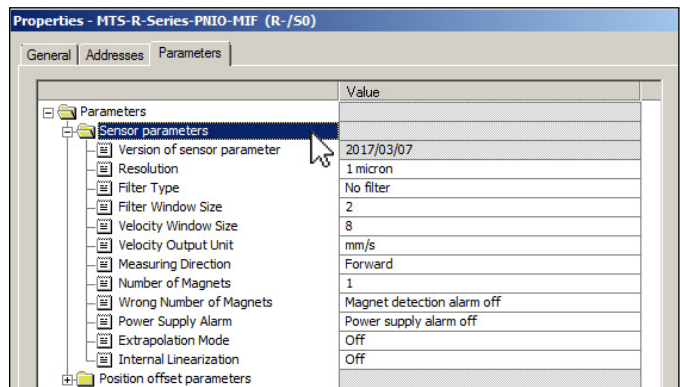 Properties - MTS-R-Series-PNIO-MIF (R-/S0)
General Addresses Parameters
Value
Parameters
Sensor parameters
Version of sensor parameter 2017/03/07
Resolution 1 micron
Filter Type No filter
Filter Window Size 2
Velocity Window Size 8
Velocity Output Unit mm/s
Measuring Direction Forward
Number of Magnets 1
Wrong Number of Magnets Magnet detection alarm off
Power Supply Alarm Power supply alarm off
Extrapolation Mode Off
Internal Linearization Off
Position offset parameters